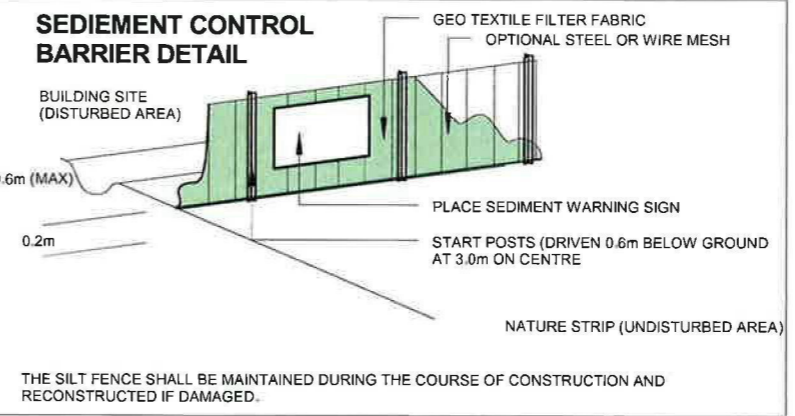 SEDIEMENT CONTROL
BARRIER DETAIL
GEO TEXTILE FILTER FABRIC
OPTIONAL STEEL OR WIRE MESH
BUILDING SITE
(DISTURBED AREA)
.6m (MAX)
0.2m
PLACE SEDIMENT WARNING SIGN
START POSTS (DRIVEN 0.6m BELOW GROUND
AT 3.0m ON CENTRE
NATURE STRIP (UNDISTURBED AREA)
THE SILT FENCE SHALL BE MAINTAINED DURING THE COURSE OF CONSTRUCTION AND
RECONSTRUCTED IF DAMAGED.